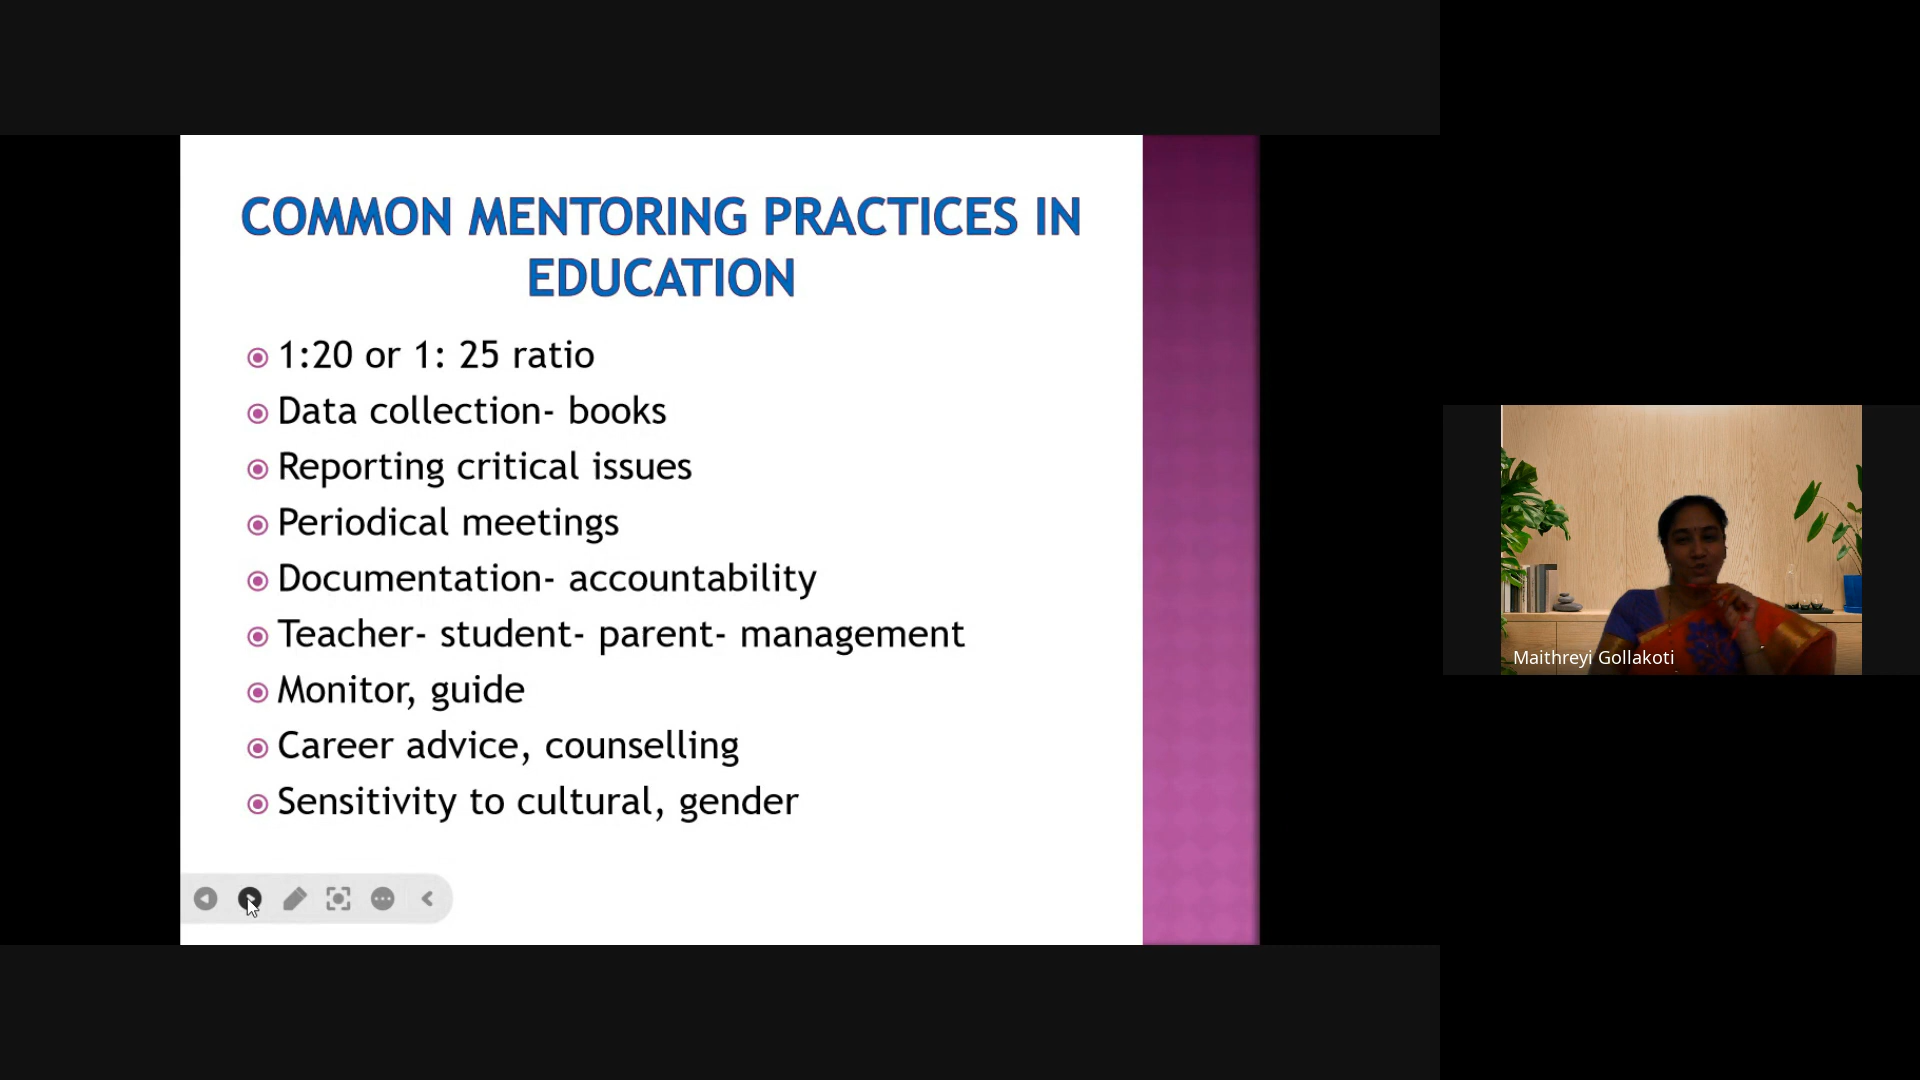 COMMON MENTORING PRACTICES IN
EDUCATION
1:20 or 1: 25 ratio
Data collection- books
Reporting critical issues
Periodical meetings
Documentation- accountability
Teacher- student- parent- management
Monitor, guide
Career advice, counselling
Sensitivity to cultural, gender
Maithreyi Gollakoti